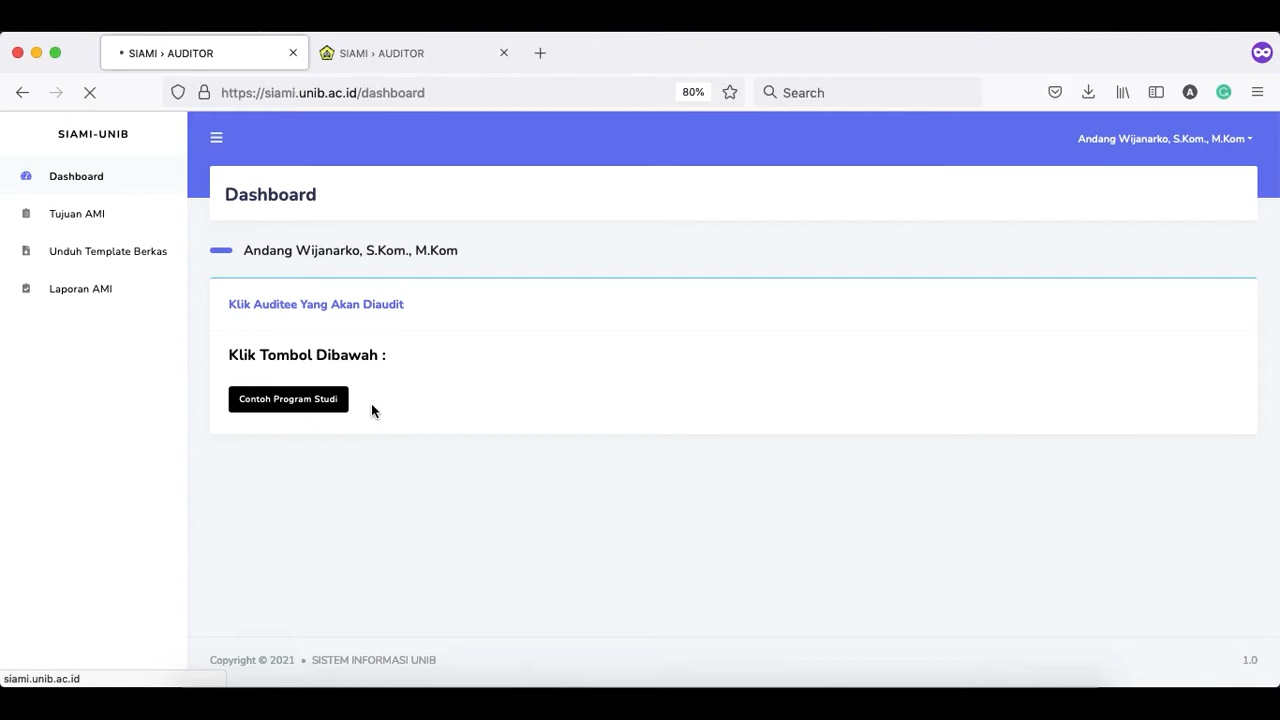 SIAMI › AUDITOR
SIAMI › AUDITOR
https://siami.unib.ac.id/dashboard
80%
Search
A
G
SIAMI-UNIB
Andang Wijanarko, S.Kom., M.Kom
Dashboard
Tujuan AMI
Unduh Template Berkas
Laporan AMI
Dashboard
Andang Wijanarko, S.Kom., M.Kom
Klik Auditee Yang Akan Diaudit
Klik Tombol Dibawah :
Contoh Program Studi
Copyright © 2021 • SISTEM INFORMASI UNIB
1.0
siami.unib.ac.id